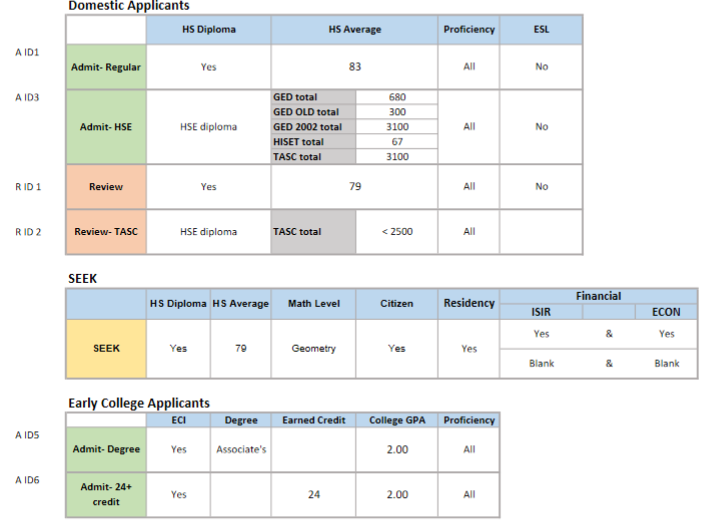 Domestic Applicants
HS Diploma HS Average Proficiency ESL
A ID1 Admit- Regular Yes 83 All No
A ID3 Admit- HSE HSE diploma All No
GED total 680
GED OLD total 300
GED 2002 total 3100
HISET total 67
TASC total 3100
R ID 1 Review Yes 79 All No
R ID 2 Review- TASC HSE diploma TASC total < 2500 All
SEEK
HS Diploma HS Average Math Level Citizen Residency Financial
ISIR ECON
SEEK Yes 79 Geometry Yes Yes
Yes & Yes
Blank & Blank
Early College Applicants
ECI Degree Earned Credit College GPA Proficiency
A ID5 Admit- Degree Yes Associate's 2.00 All
A ID6 Admit- 24+
credit Yes 24 2.00 All